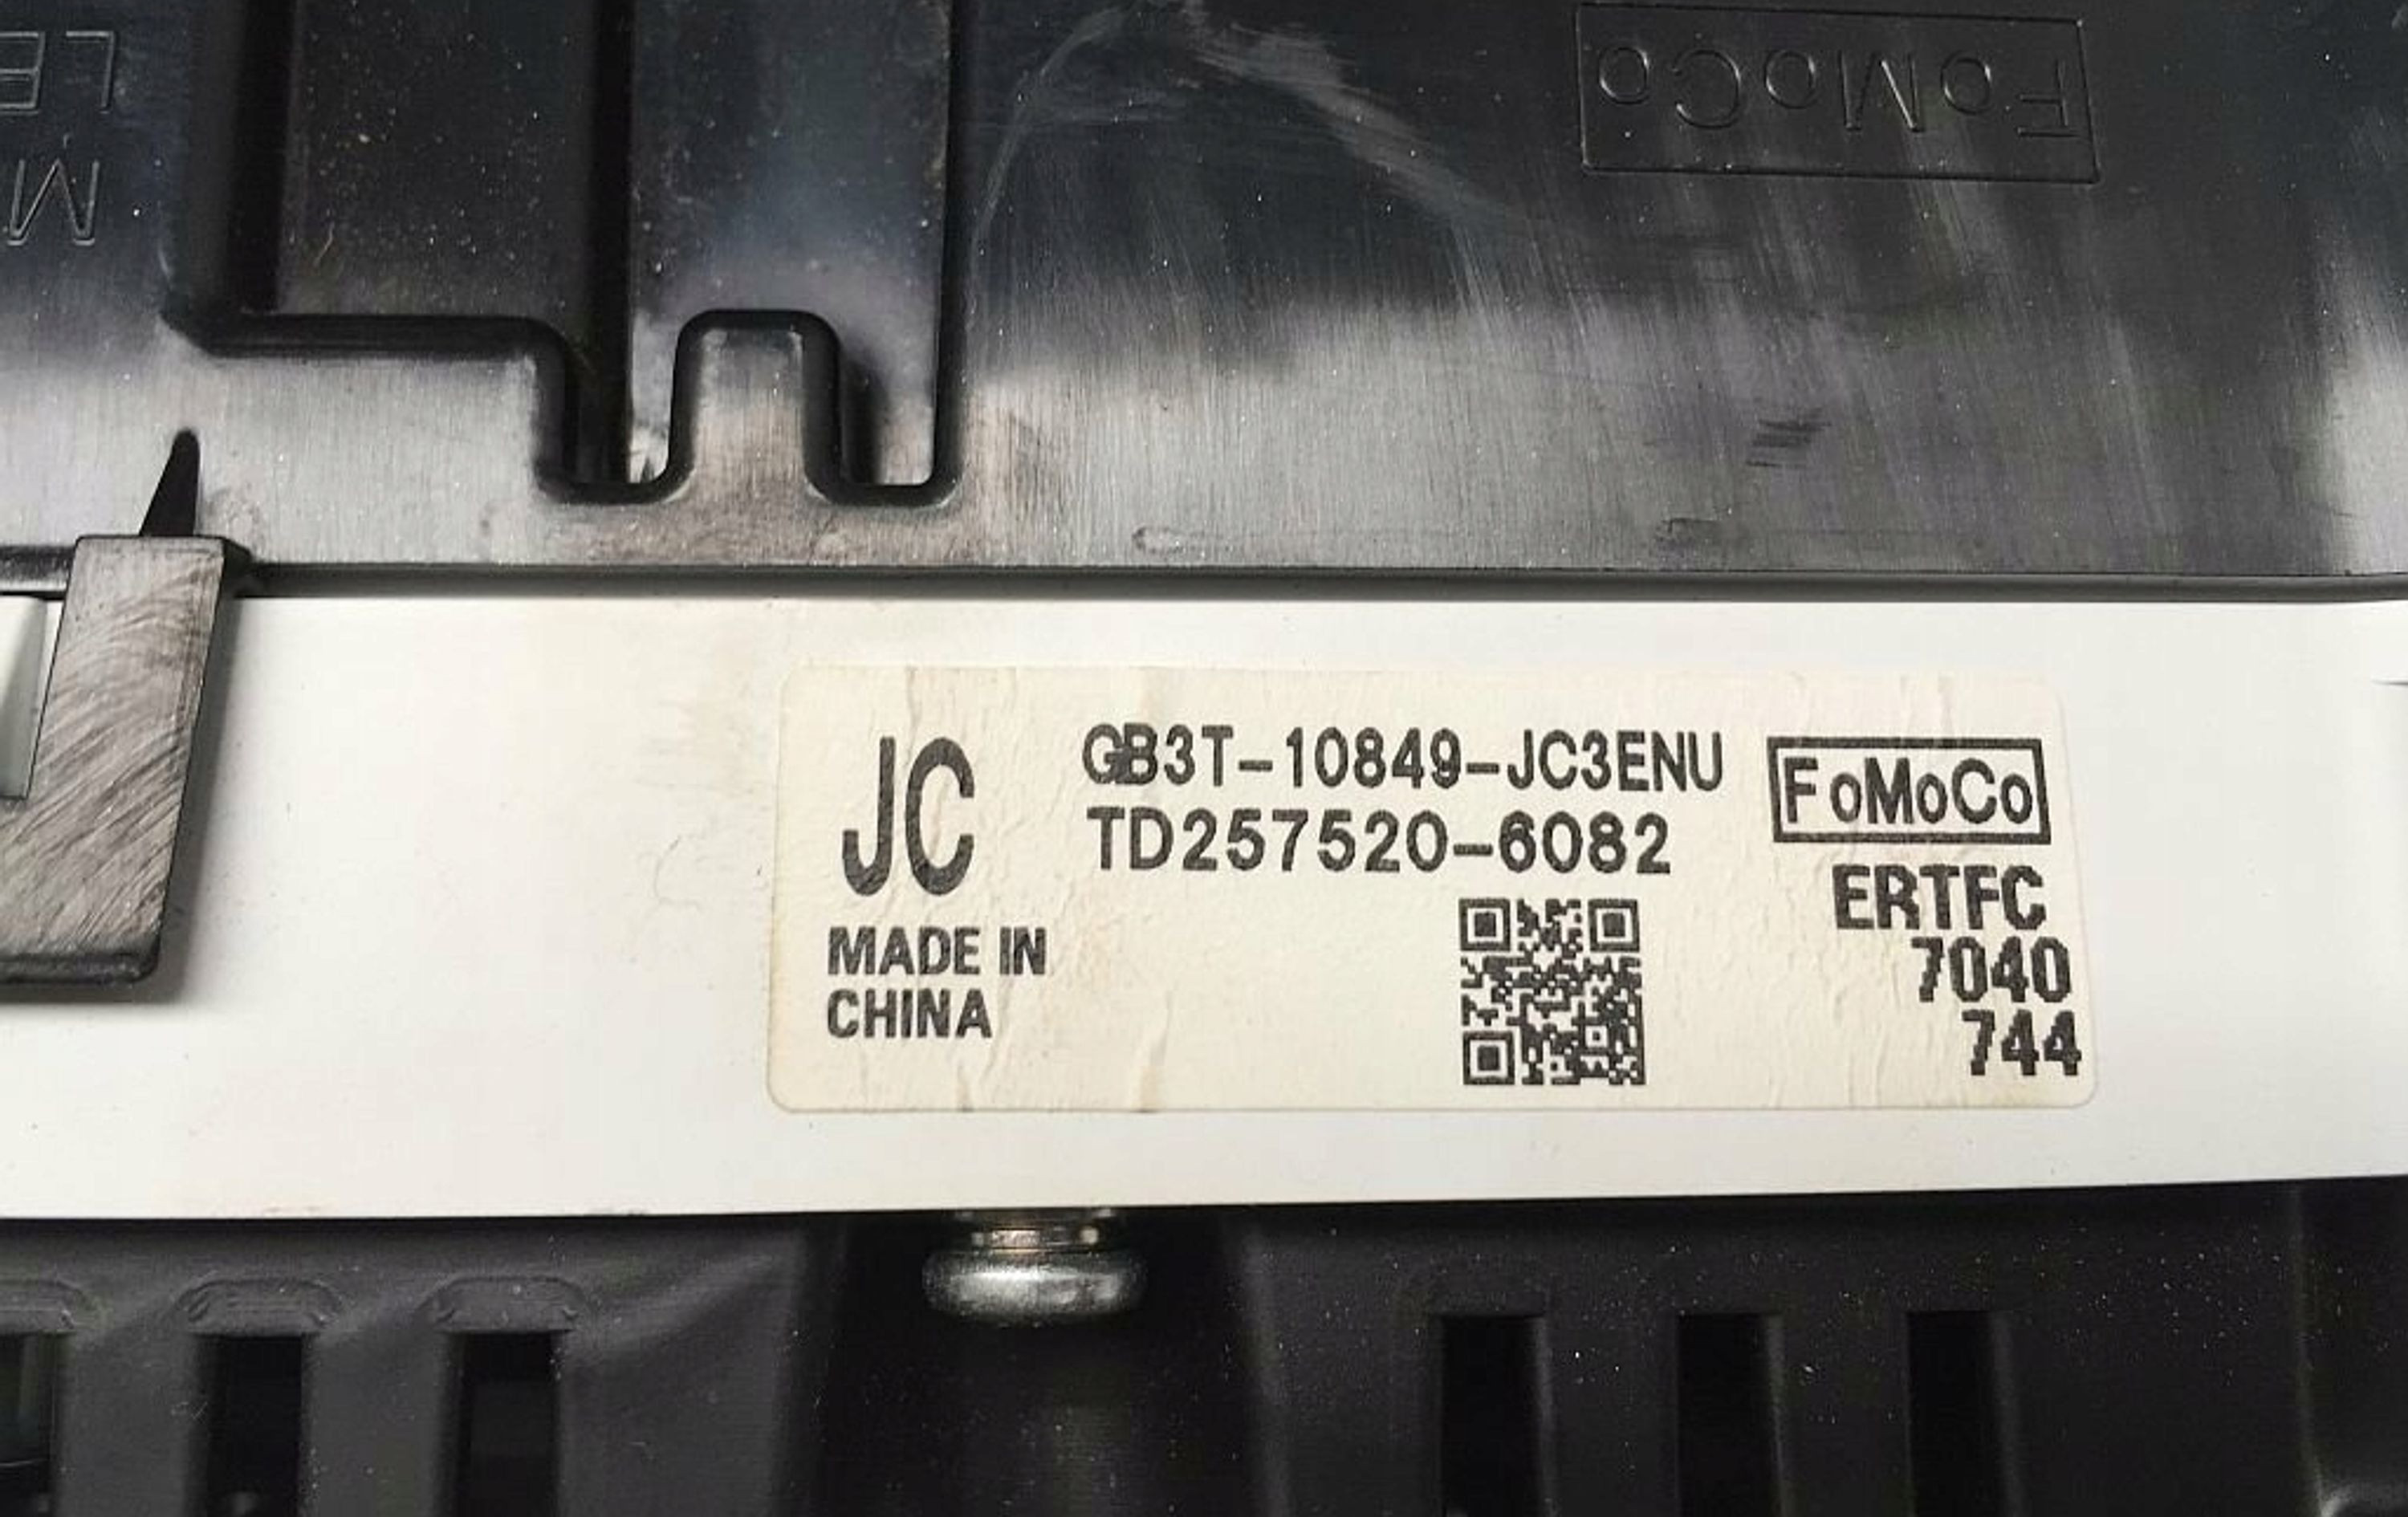 FoMoCo
JC
GB3T-10849-JC3ENU
TD257520-6082
FoMoCo
ERTFC
7040
744
MADE IN
CHINA